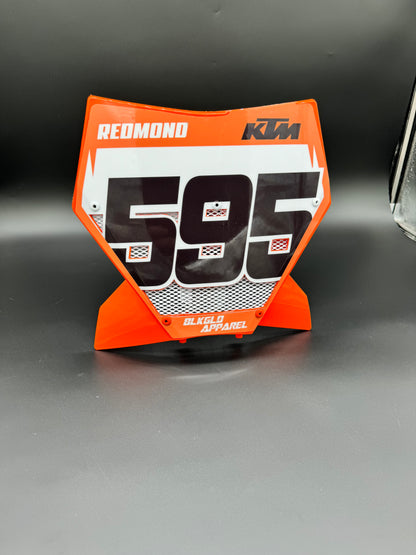 REDMOND
KTM
595
BLKGLD
APPAREL